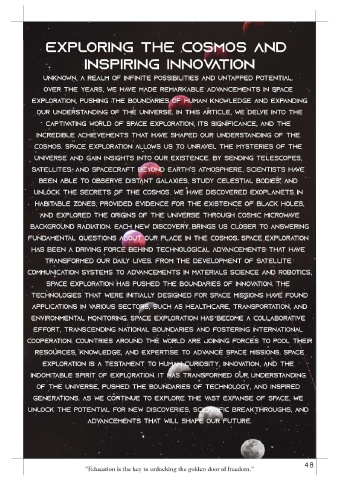 EXPLORING THE COSMOS AND
INSPIRING INNOVATION
UNKNOWN, A REALM OF INFINITE POSSIBILITIES AND UNTAPPED POTENTIAL.
OVER THE YEARS, WE HAVE MADE REMARKABLE ADVANCEMENTS IN SPACE
EXPLORATION, PUSHING THE BOUNDARIES OF HUMAN KNOWLEDGE AND EXPANDING
OUR UNDERSTANDING OF THE UNIVERSE. IN THIS ARTICLE, WE DELVE INTO THE
CAPTIVATING WORLD OF SPACE EXPLORATION, ITS SIGNIFICANCE, AND THE
INCREDIBLE ACHIEVEMENTS THAT HAVE SHAPED OUR UNDERSTANDING OF THE
COSMOS. SPACE EXPLORATION ALLOWS US TO UNRAVEL THE MYSTERIES OF THE
UNIVERSE AND GAIN INSIGHTS INTO OUR EXISTENCE. BY SENDING TELESCOPES,
SATELLITES, AND SPACECRAFT BEYOND EARTH'S ATMOSPHERE, SCIENTISTS HAVE
BEEN ABLE TO OBSERVE DISTANT GALAXIES, STUDY CELESTIAL BODIES, AND
UNLOCK THE SECRETS OF THE COSMOS. WE HAVE DISCOVERED EXOPLANETS IN
HABITABLE ZONES, PROVIDED EVIDENCE FOR THE EXISTENCE OF BLACK HOLES,
AND EXPLORED THE ORIGINS OF THE UNIVERSE THROUGH COSMIC MICROWAVE
BACKGROUND RADIATION. EACH NEW DISCOVERY BRINGS US CLOSER TO ANSWERING
FUNDAMENTAL QUESTIONS ABOUT OUR PLACE IN THE COSMOS. SPACE EXPLORATION
HAS BEEN A DRIVING FORCE BEHIND TECHNOLOGICAL ADVANCEMENTS THAT HAVE
TRANSFORMED OUR DAILY LIVES. FROM THE DEVELOPMENT OF SATELLITE
COMMUNICATION SYSTEMS TO ADVANCEMENTS IN MATERIALS SCIENCE AND ROBOTICS,
SPACE EXPLORATION HAS PUSHED THE BOUNDARIES OF INNOVATION. THE
TECHNOLOGIES THAT WERE INITIALLY DESIGNED FOR SPACE MISSIONS HAVE FOUND
APPLICATIONS IN VARIOUS SECTORS, SUCH AS HEALTHCARE, TRANSPORTATION, AND
ENVIRONMENTAL MONITORING. SPACE EXPLORATION HAS BECOME A COLLABORATIVE
EFFORT, TRANSCENDING NATIONAL BOUNDARIES AND FOSTERING INTERNATIONAL
COOPERATION. COUNTRIES AROUND THE WORLD ARE JOINING FORCES TO POOL THEIR
RESOURCES, KNOWLEDGE, AND EXPERTISE TO ADVANCE SPACE MISSIONS. SPACE
EXPLORATION IS A TESTAMENT TO HUMAN CURIOSITY, INNOVATION, AND THE
INDOMITABLE SPIRIT OF EXPLORATION. IT HAS TRANSFORMED OUR UNDERSTANDING
OF THE UNIVERSE, PUSHED THE BOUNDARIES OF TECHNOLOGY, AND INSPIRED
GENERATIONS. AS WE CONTINUE TO EXPLORE THE VAST EXPANSE OF SPACE, WE
UNLOCK THE POTENTIAL FOR NEW DISCOVERIES, SCIENTIFIC BREAKTHROUGHS, AND
ADVANCEMENTS THAT WILL SHAPE OUR FUTURE.
"Education is the key to unlocking the golden door of freedom."
48